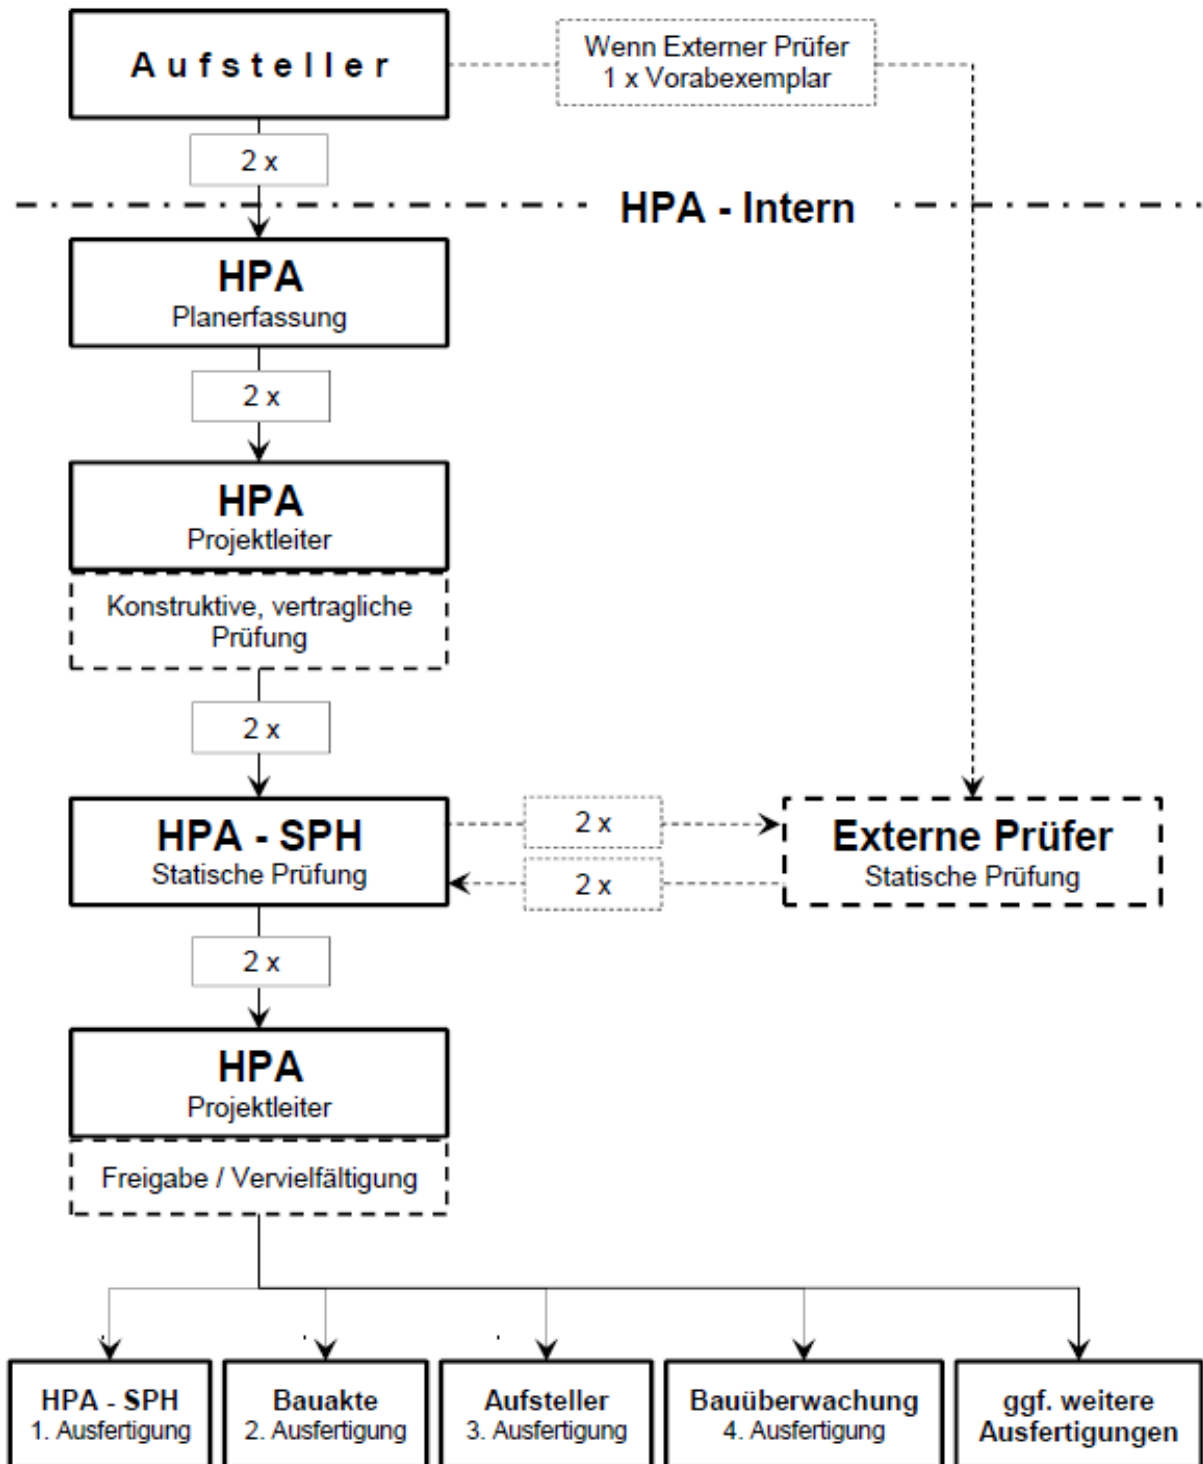 Aufsteller
Wenn Externer Prüfer
1 x Vorabexemplar
2 x
HPA - Intern
HPA
Planerfassung
2 x
HPA
Projektleiter
Konstruktive, vertragliche
Prüfung
2 x
HPA - SPH
Statische Prüfung
2 x
2 x
Externe Prüfer
Statische Prüfung
2 x
HPA
Projektleiter
Freigabe / Vervielfältigung
HPA - SPH
1. Ausfertigung
Bauakte
2. Ausfertigung
Aufsteller
3. Ausfertigung
Bauüberwachung
4. Ausfertigung
ggf. weitere
Ausfertigungen